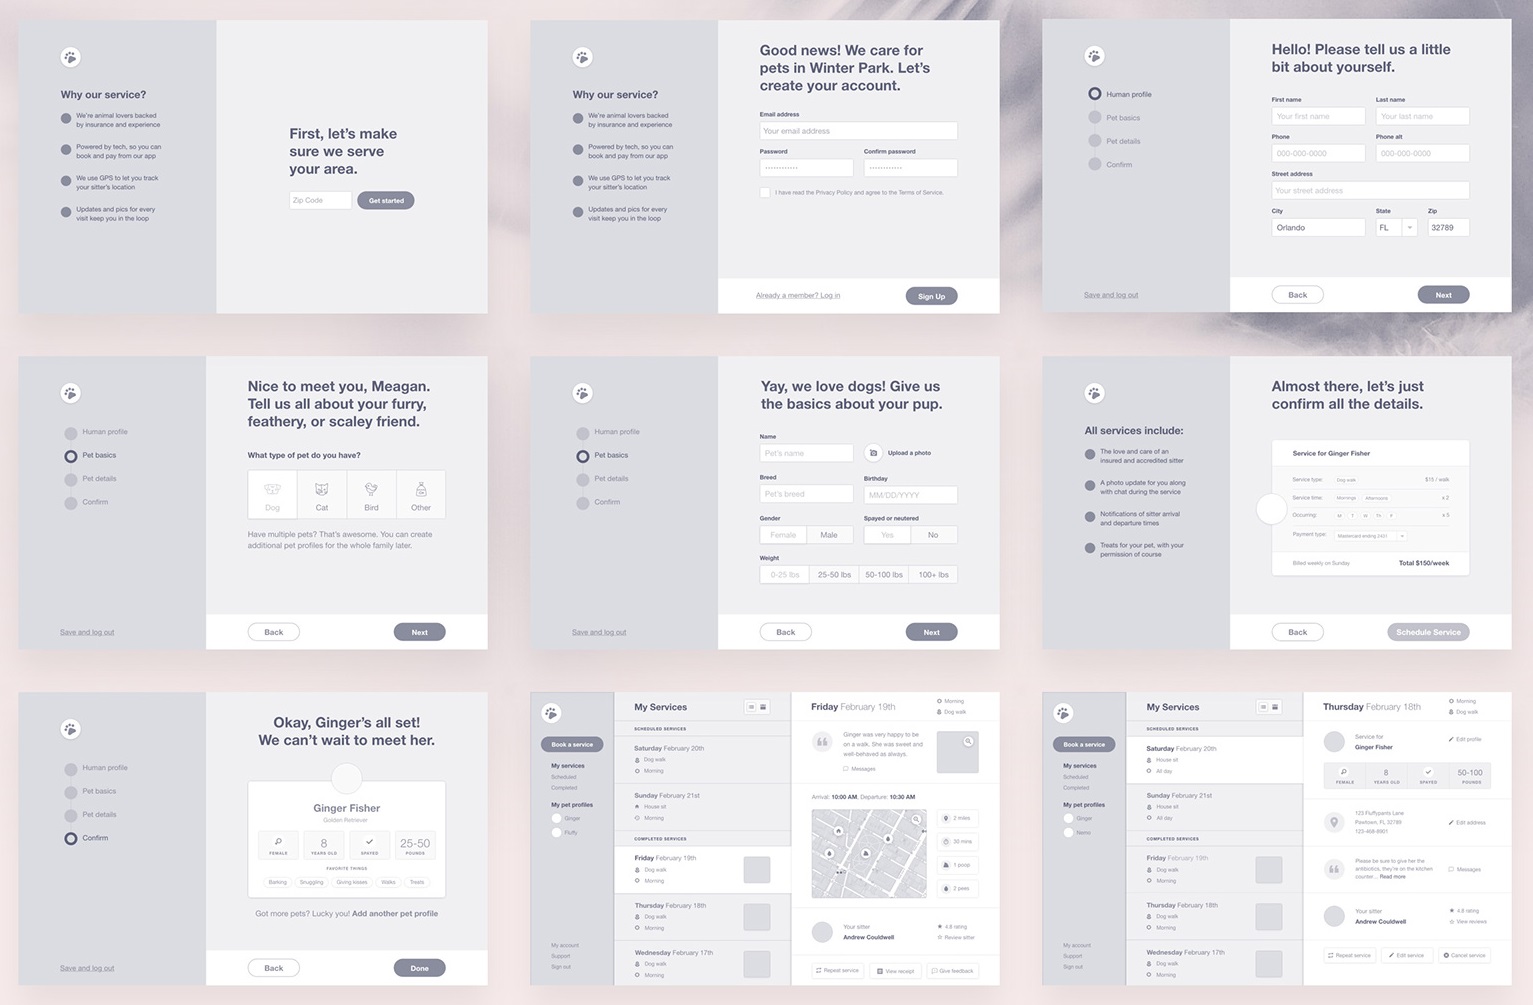 Why our service?
We're animal lovers backed
by insurance and experience
Powered by tech, so you can
book and pay from our app
We use GPS to let you track
your sitter's location
Updates and pics for every
visit keep you in the loop
First, let's make
sure we serve
your area.
Zip Code
Get started
Why our service?
We're animal lovers backed
by insurance and experience
Powered by tech, so you can
book and pay from our app
We use GPS to let you track
your sitter's location
Updates and pics for every
visit keep you in the loop
Good news! We care for
pets in Winter Park. Let's
create your account.
Email address
Your email address
Password
Confirm password
I have read the Privacy Policy and agree to the Terms of Service.
Already a member? Log in
Sign Up
Human profile
Pet basics
Pet details
Confirm
Save and log out
Hello! Please tell us a little
bit about yourself.
First name
Last name
Your first name
Your last name
Phone
Phone alt
000-000-0000
000-000-0000
Street address
Your street address
City
State
Zip
Orlando
FL
32789
Back
Next
Human profile
Pet basics
Pet details
Confirm
Save and log out
Nice to meet you, Meagan.
Tell us all about your furry,
feathery, or scaley friend.
What type of pet do you have?
Dog
Cat
Bird
Other
Have multiple pets? That's awesome. You can create
additional pet profiles for the whole family later.
Back
Next
Human profile
Pet basics
Pet details
Confirm
Save and log out
Yay, we love dogs! Give us
the basics about your pup.
Name
Pet's name
Upload a photo
Breed
Birthday
Pet's breed
MM/DD/YYYY
Gender
Spayed or neutered
Female
Male
Yes
No
Weight
0-25 lbs
25-50 lbs
50-100 lbs
100+ lbs
Back
Next
All services include:
The love and care of an
insured and accredited sitter
A photo update for you along
with chat during the service
Notifications of sitter arrival
and departure times
Treats for your pet, with your
permission of course
Almost there, let's just
confirm all the details.
Service for Ginger Fisher
Service type:
Dog walk
$15 / walk
Service time:
Mornings
Afternoons
x 2
Occuring:
M
T
W
Th
F
x 5
Payment type:
Mastercard ending
Billed weekly on Sunday
Total $150/week
Back
Schedule Service
Human profile
Pet basics
Pet details
Confirm
Save and log out
Okay, Ginger's all set!
We can't wait to meet her.
Ginger Fisher
Golden Retriever
FEMALE
8
YEARS OLD
SPAYED
25-50
POUNDS
FAVORITE THINGS
Barking
Snuggling
Giving kisses
Walks
Treats
Got more pets? Lucky you! Add another pet profile
Back
Done
Book a service
My services
Scheduled
Completed
My pet profiles
Ginger
Fluffy
My account
Support
Sign out
My Services
SCHEDULED SERVICES
Saturday February 20th
Dog walk
Morning
Sunday February 21st
House sit
Morning
COMPLETED SERVICES
Friday February 19th
Dog walk
Morning
Thursday February 18th
Dog walk
Morning
Wednesday February 17th
Dog walk
Morning
Friday February 19th
Morning
Dog walk
Ginger was very happy to be
on a walk. She was sweet and
well-behaved as always.
Messages
Arrival: 10:00 AM, Departure: 10:30 AM
2 miles
30 mins
1 poop
2 pees
Your sitter
Andrew Couldwell
4.8 rating
Review sitter
Repeat service
View receipt
Give feedback
Book a service
My services
Scheduled
Completed
My pet profiles
Ginger
Nemo
My account
Support
Sign out
My Services
SCHEDULED SERVICES
Saturday February 20th
House sit
All day
Sunday February 21st
House sit
All day
COMPLETED SERVICES
Friday February 19th
Dog walk
Morning
Thursday February 18th
Dog walk
Morning
Wednesday February 17th
Dog walk
Morning
Thursday February 18th
Morning
Dog walk
Service for
Ginger Fisher
Edit profile
FEMALE
8
YEARS OLD
SPAYED
50-100
POUNDS
123 Fluffypants Lane
Pawtown, FL 32789
123-468-8901
Edit address
Please be sure to give her the
antibiotics, they're on the kitchen
counter... Read more
Messages
Your sitter
Andrew Couldwell
4.8 rating
View reviews
Repeat service
Edit service
Cancel service